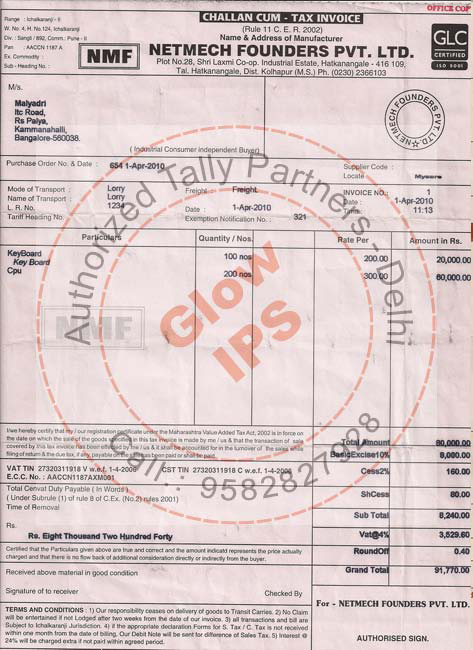 OFFICE COPY
CHALLAN CUM - TAX INVOICE
(Rule 11 C. E. R. 2002)
Name & Address of Manufacturer
Range : Ichalkaranji - II
W. No. 4, H. No.124, Ichalkaranji
Div. : Sangli / 892, Comm.: Pune - II
Pan : AACCN 1187 A
Ex. Commodity :
Sub - Heading No. :
NMF
NETMECH FOUNDERS PVT. LTD.
Plot No.28, Shri Laxmi Co-op. Industrial Estate, Hatkanangale - 416 109,
Tal. Hatkanangale, Dist. Kolhapur (M.S.) Ph. (0230) 2366103
GLC
CERTIFIED
ISO 9001
M/s.
Malyadri
Itc Road,
Rs Palya,
Kammanahalli,
Bangalore-560038.
NETMECH FOUNDERS PVT. LTD.
( Industrial Consumer independent Buyer)
Purchase Order No. & Date : 654 1-Apr-2010
Supplier Code :
Locate : Mysore
Mode of Transport : Lorry
Freight : Freight.
INVOICE NO.: 1
Name of Transport : Lorry
Date : 1-Apr-2010
L. R. No. 1234
Date : 1-Apr-2010
Time : 11:13
Tariff Heading No.
Exemption Notification No. : 321
Particulars Quantity / Nos. Rate Per Amount in Rs.
KeyBoard 100 nos 200.00 20,000.00
Key Board
Cpu 200 nos 300.00 60,000.00
NMF
Authorized Tally Partners - Delhi
Glow
IPS
Call .: 9582827928
I/we hereby certify that my / our registration certificate under the Maharashtra Value Added Tax Act, 2002 is in force
on the date on which the sale of the goods specified in this tax invoice is made by me / us & that the transaction of sale
covered by this tax invoice has been effected by me / us & it shall be accounted for in the turnover of the sales while
filing of return & the due tax, if any, payable on the sales has been paid or shall be paid.
Total Amount 80,000.00
BasicExcise10% 8,000.00
VAT TIN 27320311918 V w.e.f. 1-4-2006 CST TIN 27320311918 V w.e.f. 1-4-2006
E.C.C. No. : AACCN1187AXM001
Cess2% 160.00
Total Cenvat Duty Payable ( In Words )
( Under Subrule (1) of rule 8 of C.Ex. (No.2) rules 2001)
ShCess 80.00
Sub Total 8,240.00
Rs.
Rs. Eight Thousand Two Hundred Forty
Vat@4% 3,529.60
RoundOff 0.40
Certified that the Particulars given above are true and correct and the amount indicated represents the price actually
charged and that there is no flow back of additional consideration directly or indirectly from the buyer.
Grand Total 91,770.00
Received above material in good condition
Signature of to receiver Checked By
For - NETMECH FOUNDERS PVT. LTD.
TERMS AND CONDITIONS : 1) Our responsibility ceases on delivery of goods to Transit Carries. 2) No Claim
will be entertained if not Lodged after two weeks from the date of our invoice. 3) all transactions and bill are
Subject to Ichalkaranji Jurisdiction. 4) if the appropriate declaration Forms for S. Tax / C. Tax is not received
within one month from the date of billing. Our Debit Note will be sent for difference of Sales Tax. 5) Interest @
24% will be charged extra if not paid within agreed period.
AUTHORISED SIGN.